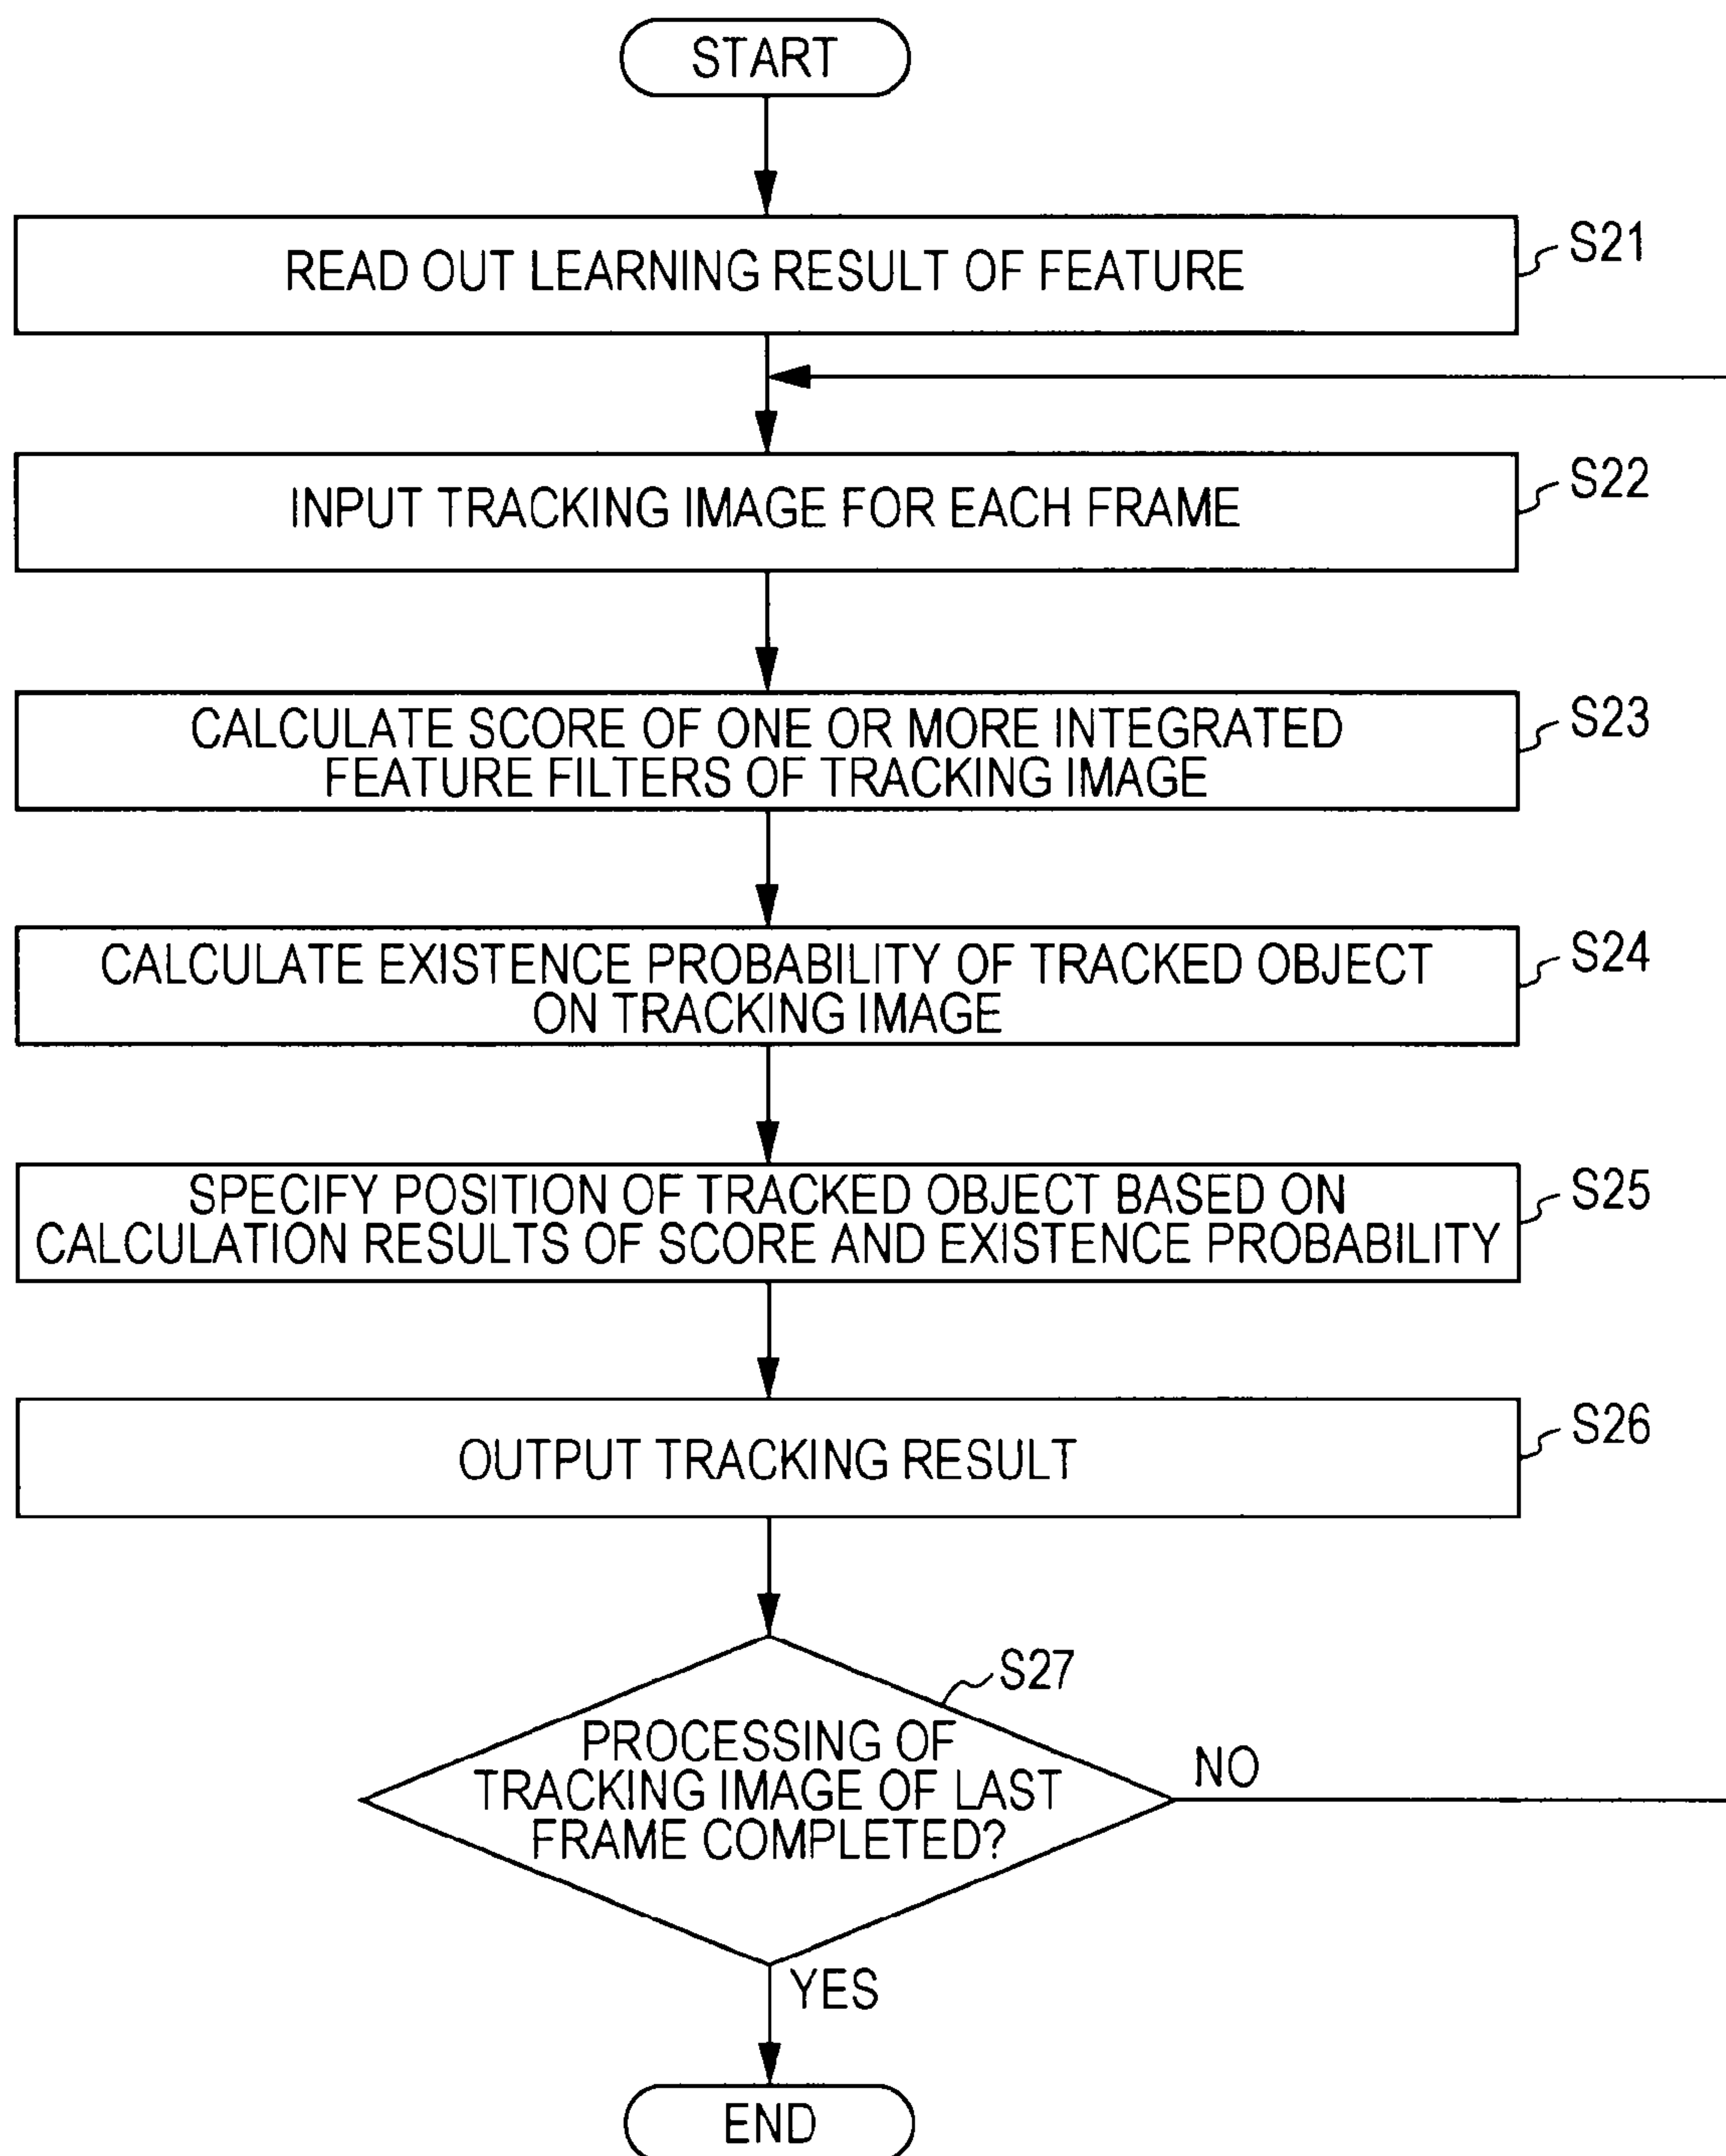 START
READ OUT LEARNING RESULT OF FEATURE
S21
INPUT TRACKING IMAGE FOR EACH FRAME
S22
CALCULATE SCORE OF ONE OR MORE INTEGRATED
FEATURE FILTERS OF TRACKING IMAGE
S23
CALCULATE EXISTENCE PROBABILITY OF TRACKED OBJECT
ON TRACKING IMAGE
S24
SPECIFY POSITION OF TRACKED OBJECT BASED ON
CALCULATION RESULTS OF SCORE AND EXISTENCE PROBABILITY
S25
OUTPUT TRACKING RESULT
S26
S27
PROCESSING OF
TRACKING IMAGE OF LAST
FRAME COMPLETED?
NO
YES
END